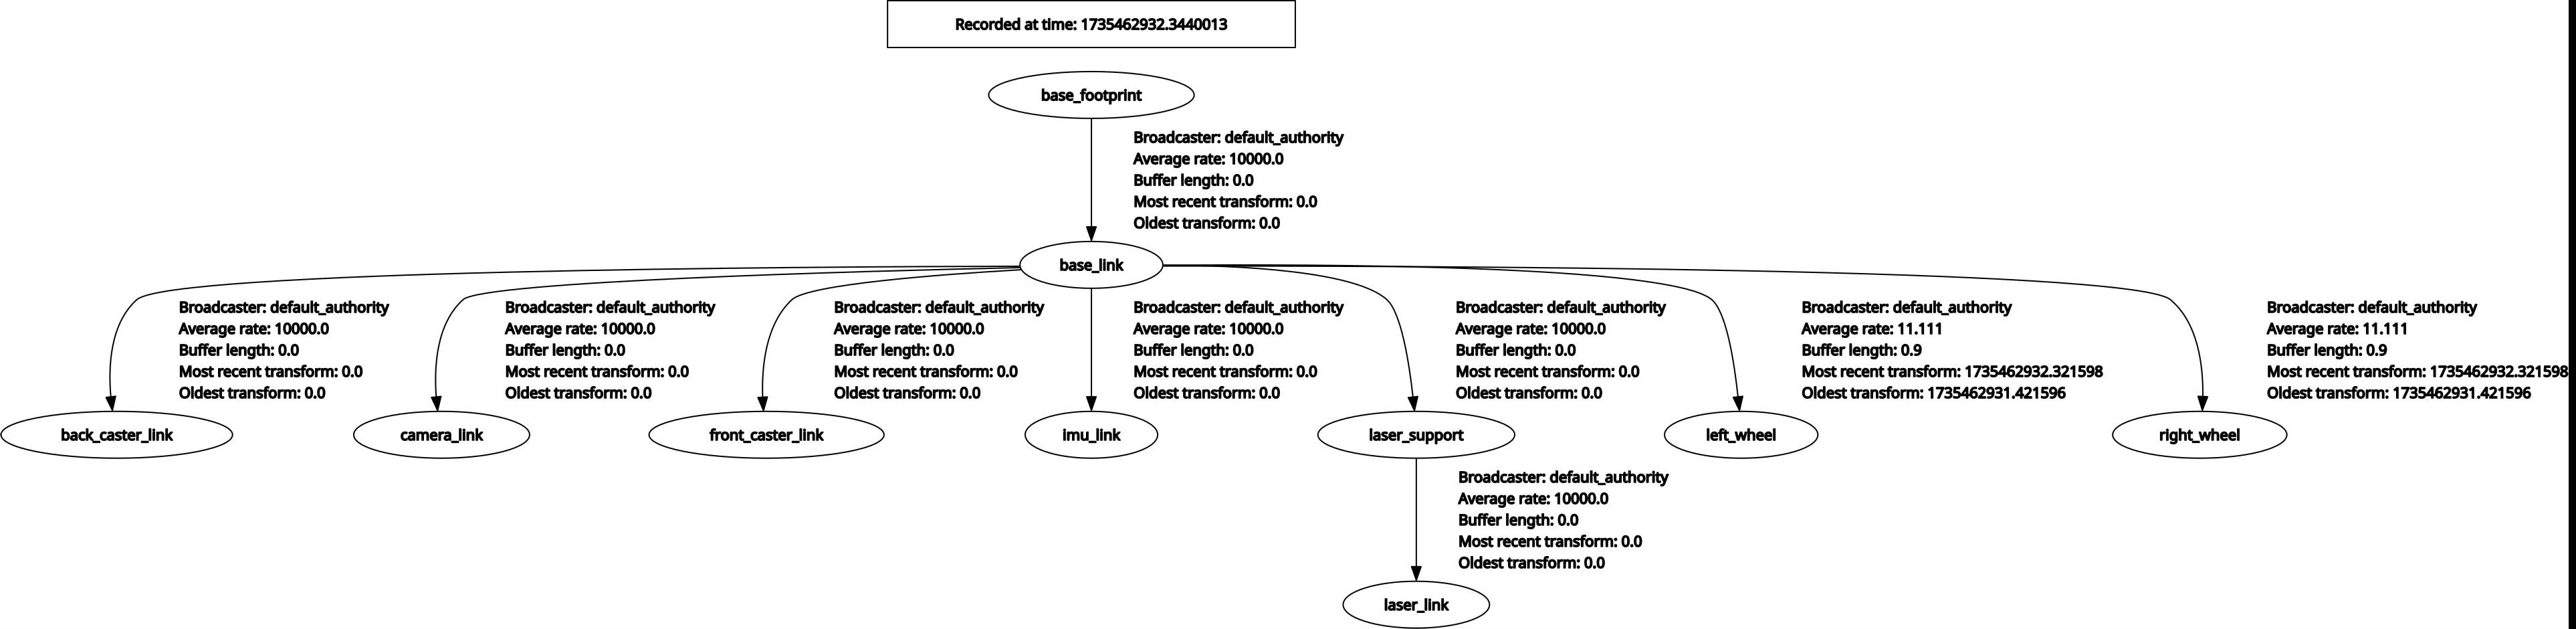 Recorded at time: 1735462932.3440013
base_footprint
Broadcaster: default_authority
Average rate: 10000.0
Buffer length: 0.0
Most recent transform: 0.0
Oldest transform: 0.0
base_link
Broadcaster: default_authority
Average rate: 10000.0
Buffer length: 0.0
Most recent transform: 0.0
Oldest transform: 0.0
Broadcaster: default_authority
Average rate: 10000.0
Buffer length: 0.0
Most recent transform: 0.0
Oldest transform: 0.0
Broadcaster: default_authority
Average rate: 10000.0
Buffer length: 0.0
Most recent transform: 0.0
Oldest transform: 0.0
Broadcaster: default_authority
Average rate: 10000.0
Buffer length: 0.0
Most recent transform: 0.0
Oldest transform: 0.0
Broadcaster: default_authority
Average rate: 10000.0
Buffer length: 0.0
Most recent transform: 0.0
Oldest transform: 0.0
Broadcaster: default_authority
Average rate: 11.111
Buffer length: 0.9
Most recent transform: 1735462932.321598
Oldest transform: 1735462931.421596
Broadcaster: default_authority
Average rate: 11.111
Buffer length: 0.9
Most recent transform: 1735462932.321598
Oldest transform: 1735462931.421596
back_caster_link
camera_link
front_caster_link
imu_link
laser_support
left_wheel
right_wheel
Broadcaster: default_authority
Average rate: 10000.0
Buffer length: 0.0
Most recent transform: 0.0
Oldest transform: 0.0
laser_link